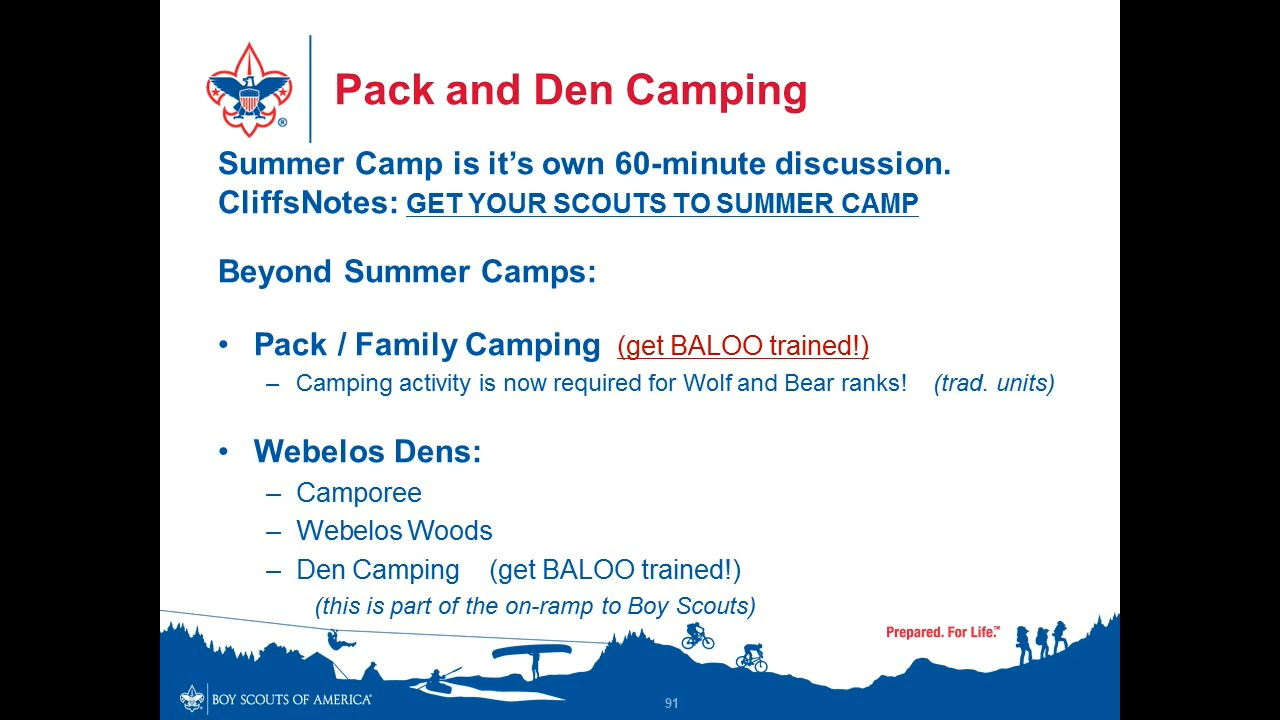 Pack and Den Camping
Summer Camp is it’s own 60-minute discussion.
CliffsNotes: GET YOUR SCOUTS TO SUMMER CAMP
Beyond Summer Camps:
• Pack / Family Camping (get BALOO trained!)
– Camping activity is now required for Wolf and Bear ranks! (trad. units)
• Webelos Dens:
– Camporee
– Webelos Woods
– Den Camping (get BALOO trained!)
(this is part of the on-ramp to Boy Scouts)
Prepared. For Life.™
BOY SCOUTS OF AMERICA®
91